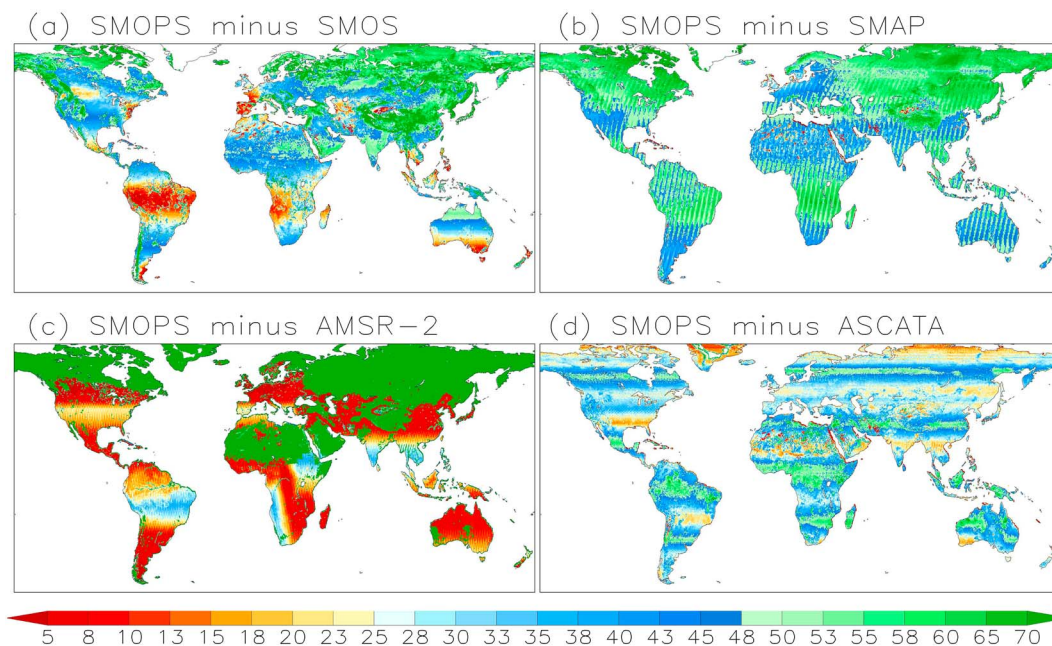 (a) SMOPS minus SMOS
(b) SMOPS minus SMAP
(c) SMOPS minus AMSR-2
(d) SMOPS minus ASCATA
5 8 10 13 15 18 20 23 25 28 30 33 35 38 40 43 45 48 50 53 55 58 60 65 70